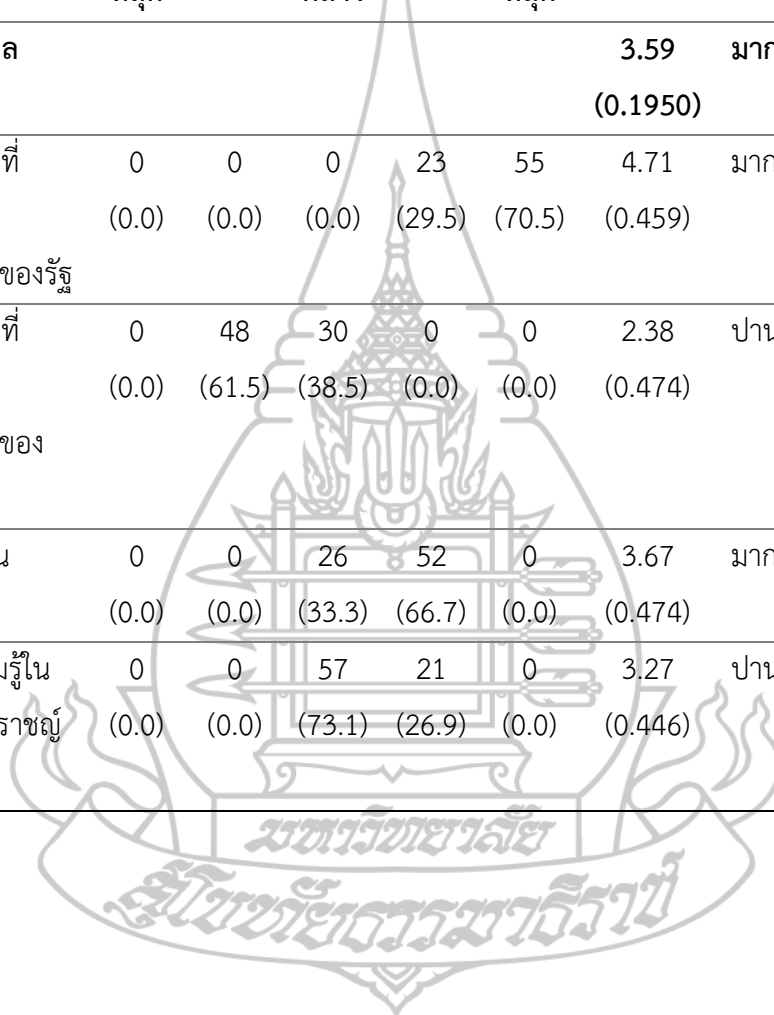 ล 3.59 มาก
(0.1950)
ที่ 0 0 0 23 55 4.71 มาก
(0.0) (0.0) (0.0) (29.5) (70.5) (0.459)
ของรัฐ
ที่ 0 48 30 0 0 2.38 ปาน
(0.0) (61.5) (38.5) (0.0) (0.0) (0.474)
ของ
น 0 0 26 52 0 3.67 มาก
(0.0) (0.0) (33.3) (66.7) (0.0) (0.474)
มรู้ใน 0 0 57 21 0 3.27 ปาน
ราชญ์ (0.0) (0.0) (73.1) (26.9) (0.0) (0.446)
มหาวิทยาลัย
สุโขทัยธรรมาธิราช